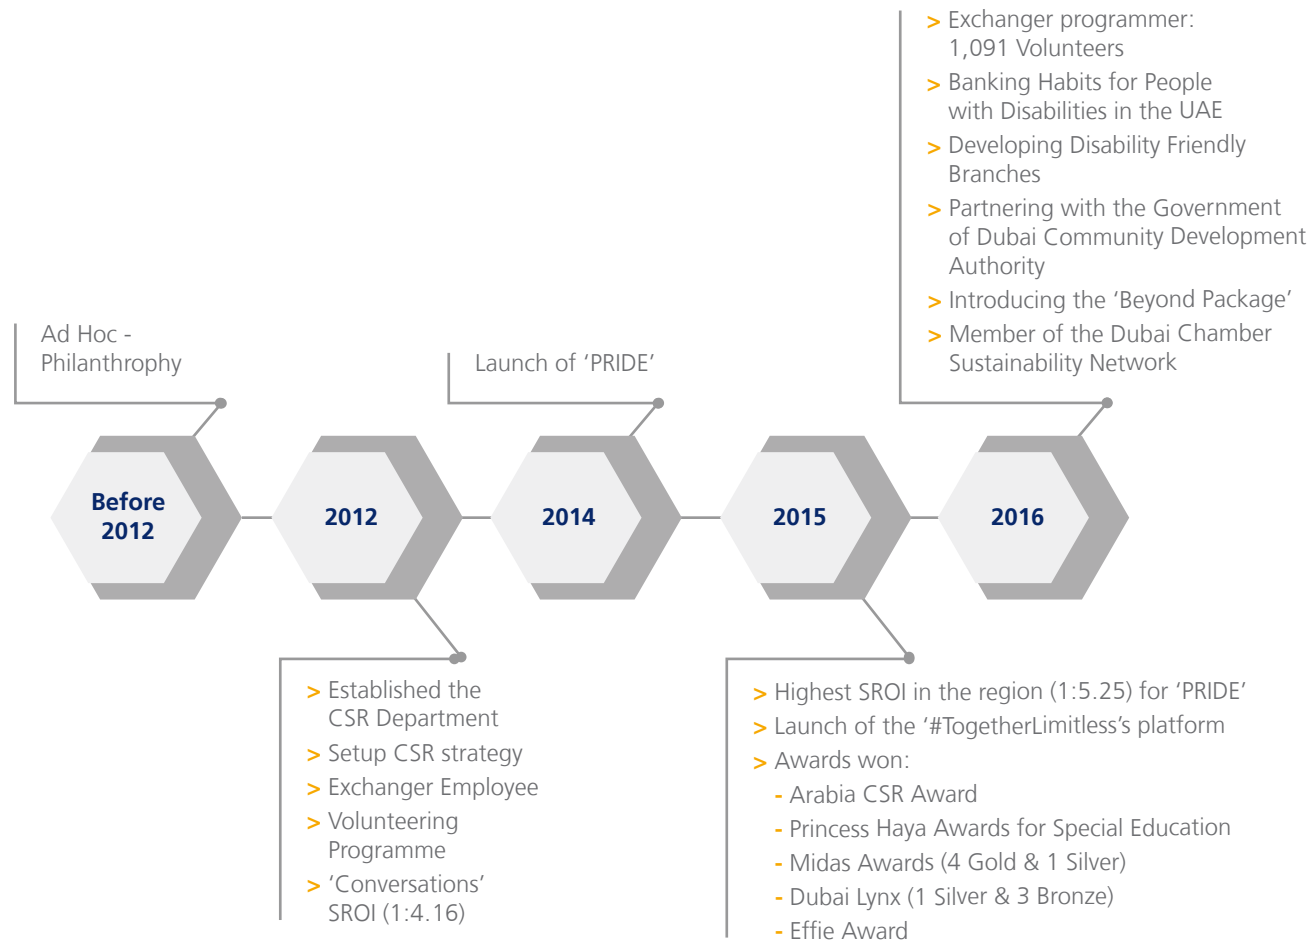 Ad Hoc -
Philanthrophy
Before
2012
2012
> Established the
CSR Department
> Setup CSR strategy
> Exchanger Employee
> Volunteering
Programme
> ‘Conversations’
SROI (1:4.16)
Launch of ‘PRIDE’
2014
2015
> Highest SROI in the region (1:5.25) for ‘PRIDE’
> Launch of the ‘#TogetherLimitless’s platform
> Awards won:
- Arabia CSR Award
- Princess Haya Awards for Special Education
- Midas Awards (4 Gold & 1 Silver)
- Dubai Lynx (1 Silver & 3 Bronze)
- Effie Award
> Exchanger programmer:
1,091 Volunteers
> Banking Habits for People
with Disabilities in the UAE
> Developing Disability Friendly
Branches
> Partnering with the Government
of Dubai Community Development
Authority
> Introducing the ‘Beyond Package’
> Member of the Dubai Chamber
Sustainability Network
2016